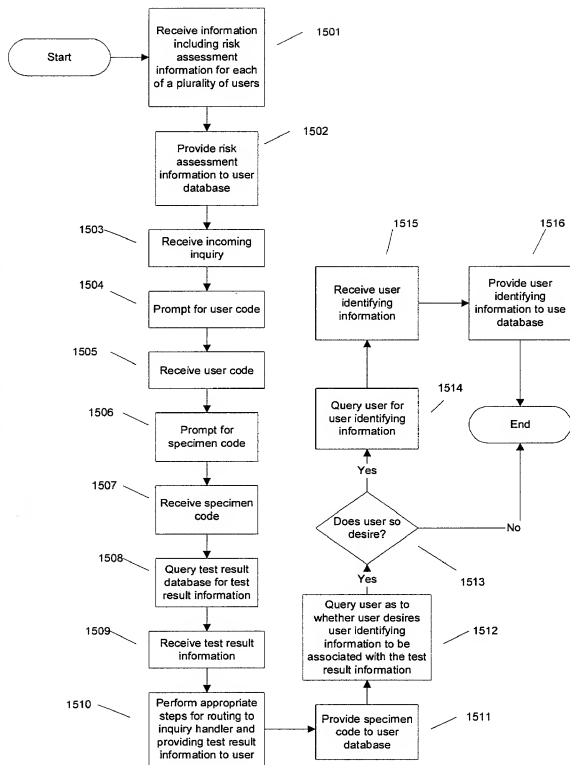 Start
Receive information
including risk
assessment
information for each
of a plurality of users
1501
Provide risk
assessment
information to user
database
1502
1503
Receive incoming
inquiry
1504
Prompt for user code
1505
Receive user code
1506
Prompt for
specimen code
1507
Receive specimen
code
1508
Query test result
database for test
result information
1509
Receive test result
information
1510
Perform appropriate
steps for routing to
inquiry handler and
providing test result
information to user
Provide specimen
code to user
database
1511
Query user as to
whether user desires
user identifying
information to be
associated with the test
result information
1512
Yes
Does user so
desire?
1513
No
Yes
Query user for
user identifying
information
1514
Receive user
identifying
information
1515
Provide user
identifying
information to use
database
1516
End